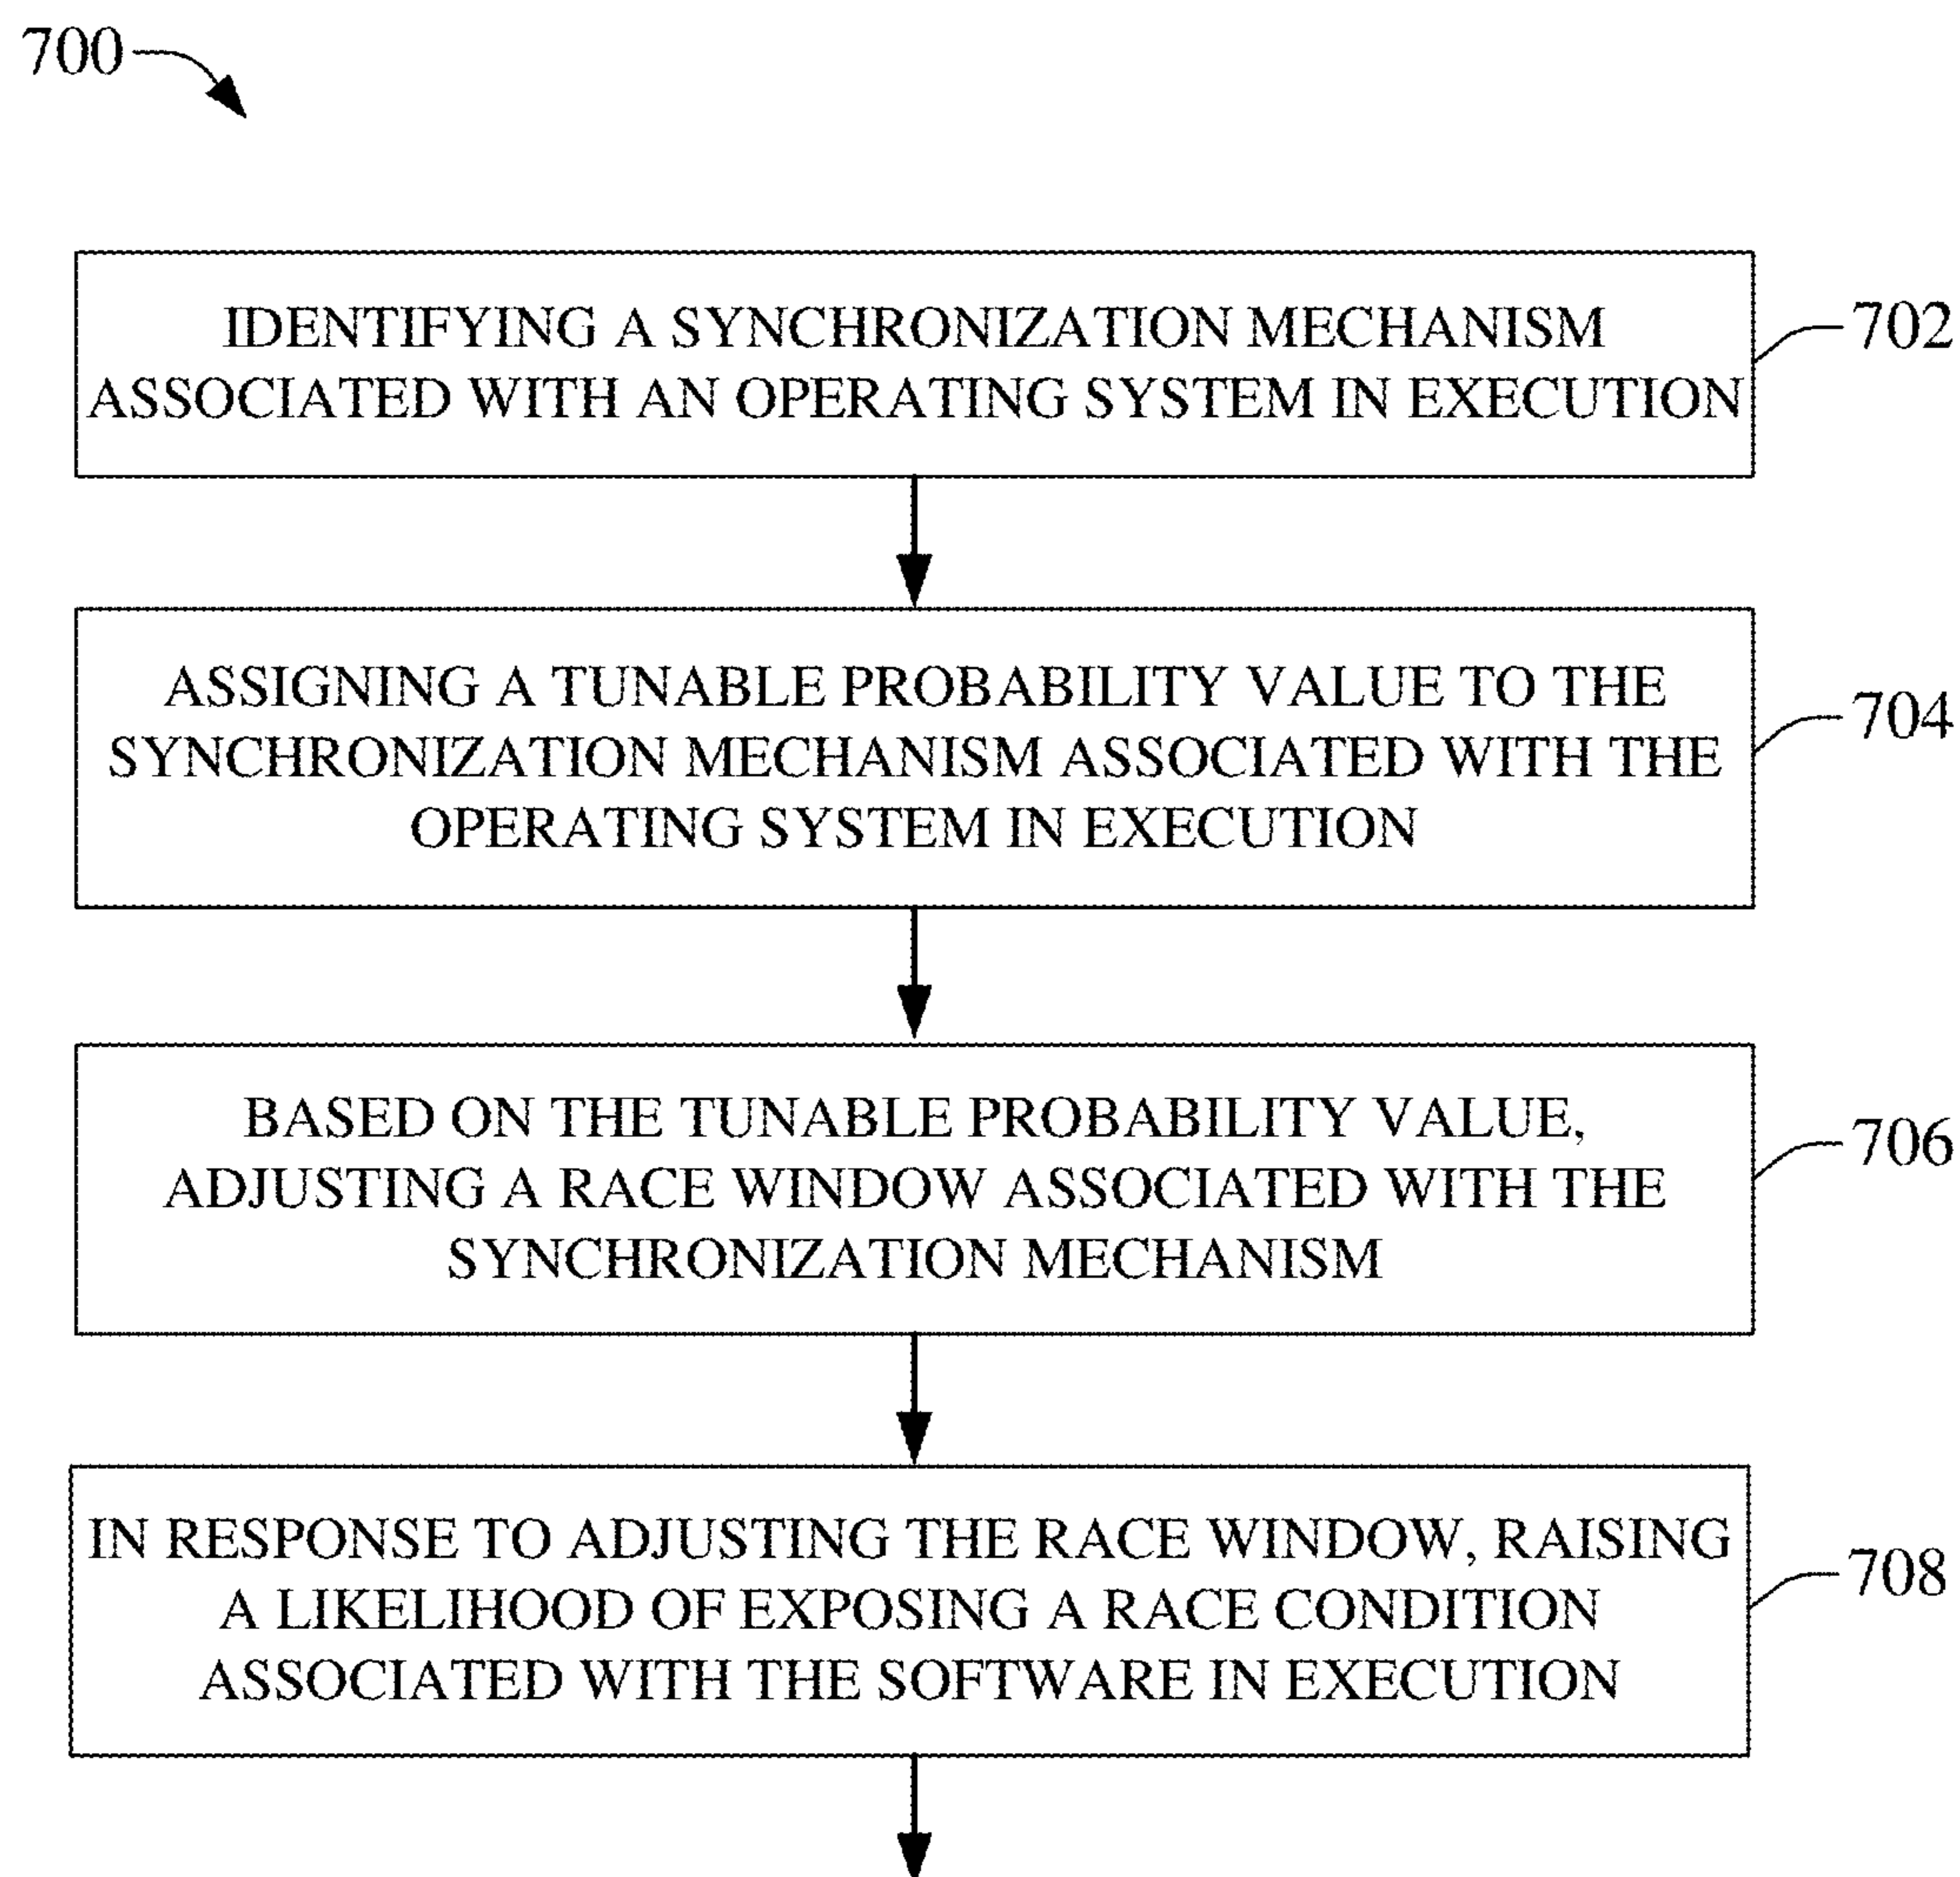 700
IDENTIFYING A SYNCHRONIZATION MECHANISM
ASSOCIATED WITH AN OPERATING SYSTEM IN EXECUTION
702
ASSIGNING A TUNABLE PROBABILITY VALUE TO THE
SYNCHRONIZATION MECHANISM ASSOCIATED WITH THE
OPERATING SYSTEM IN EXECUTION
704
BASED ON THE TUNABLE PROBABILITY VALUE,
ADJUSTING A RACE WINDOW ASSOCIATED WITH THE
SYNCHRONIZATION MECHANISM
706
IN RESPONSE TO ADJUSTING THE RACE WINDOW, RAISING
A LIKELIHOOD OF EXPOSING A RACE CONDITION
ASSOCIATED WITH THE SOFTWARE IN EXECUTION
708